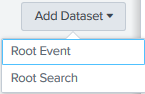 Add Dataset
Root Event
Root Search